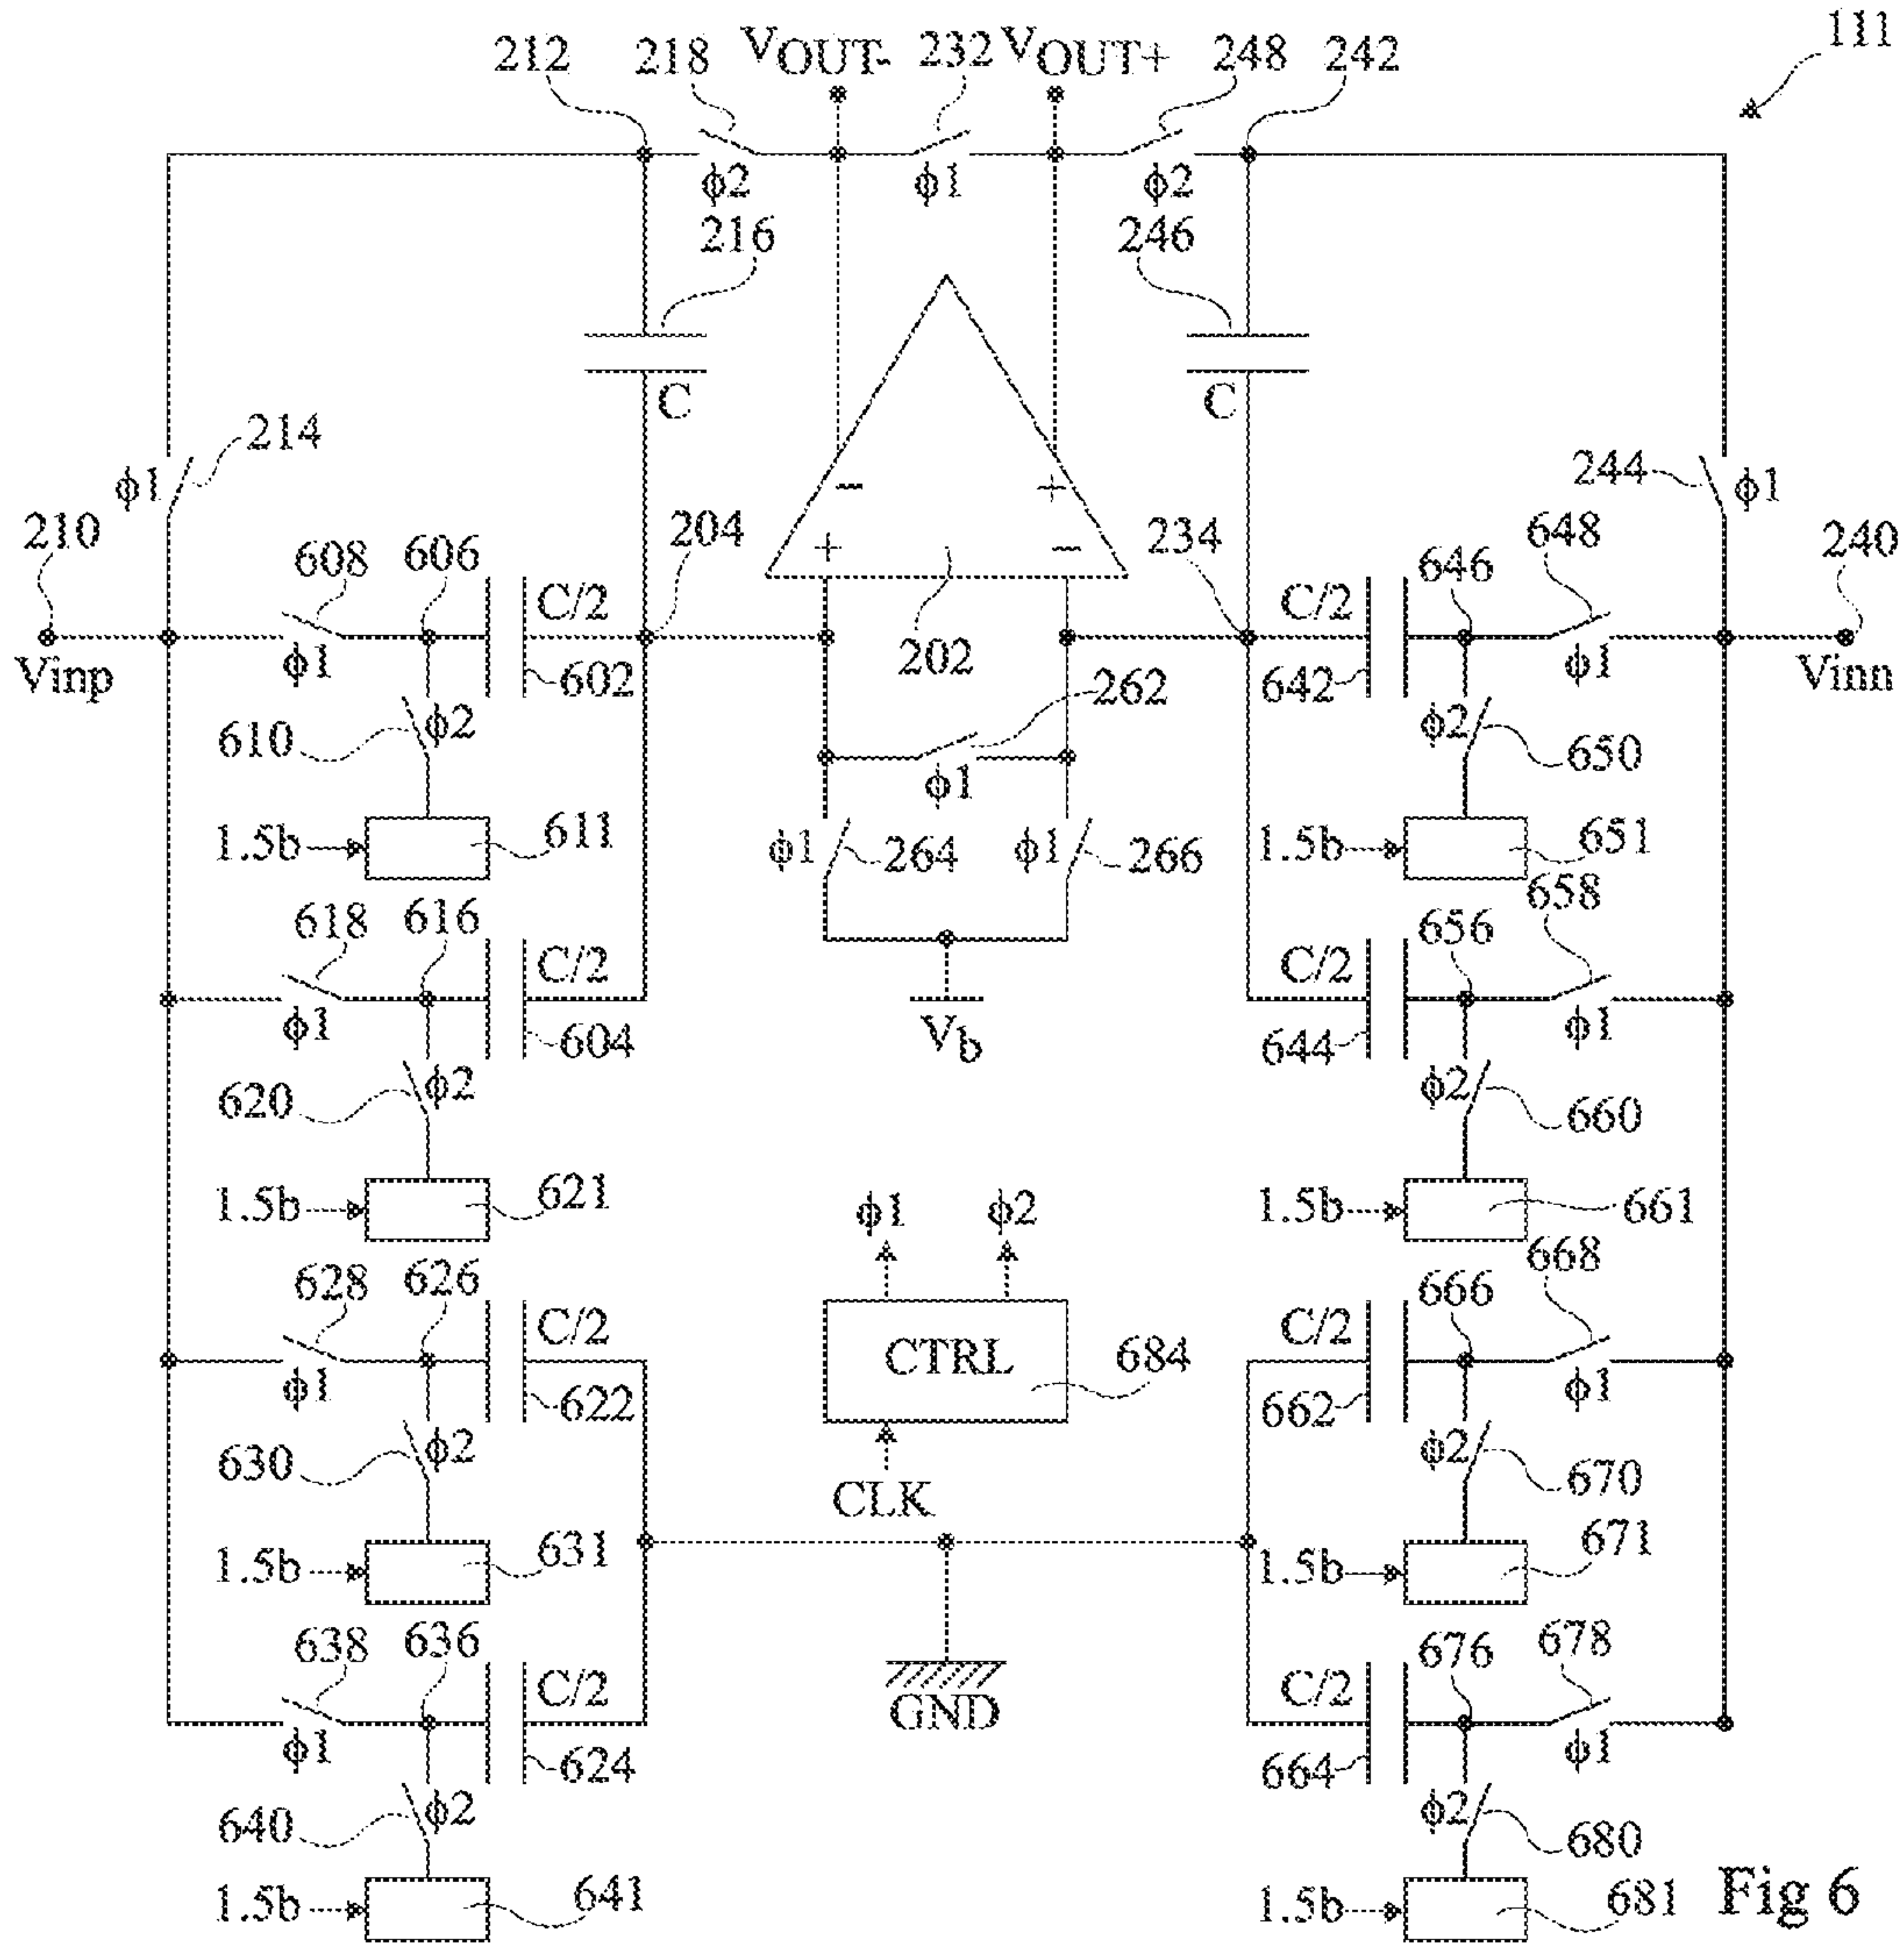 111
212 218 VOUT- 232 VOUT+ 248 242
ϕ2 ϕ1 ϕ2
216 246
C C
214 244
ϕ1 ϕ1
- +
210 608 606 204 234 646 648 240
+ -
C/2 C/2
Vinp ϕ1 602 202 642 ϕ1 Vinn
262
610 ϕ2 ϕ2 650
ϕ1
1.5b 611 ϕ1 264 ϕ1 266 1.5b 651
618 616 656 658
C/2 C/2
ϕ1 604 Vb 644 ϕ1
620 ϕ2 ϕ2 660
1.5b 621 ϕ1 ϕ2 1.5b 661
628 626 666 668
C/2 CTRL 684 C/2
ϕ1 622 662 ϕ1
630 ϕ2 ϕ2 670
CLK
1.5b 631 1.5b 671
638 636 676 678
C/2 GND C/2
ϕ1 624 664 ϕ1
640 ϕ2 ϕ2 680
1.5b 641 1.5b 681
Fig 6